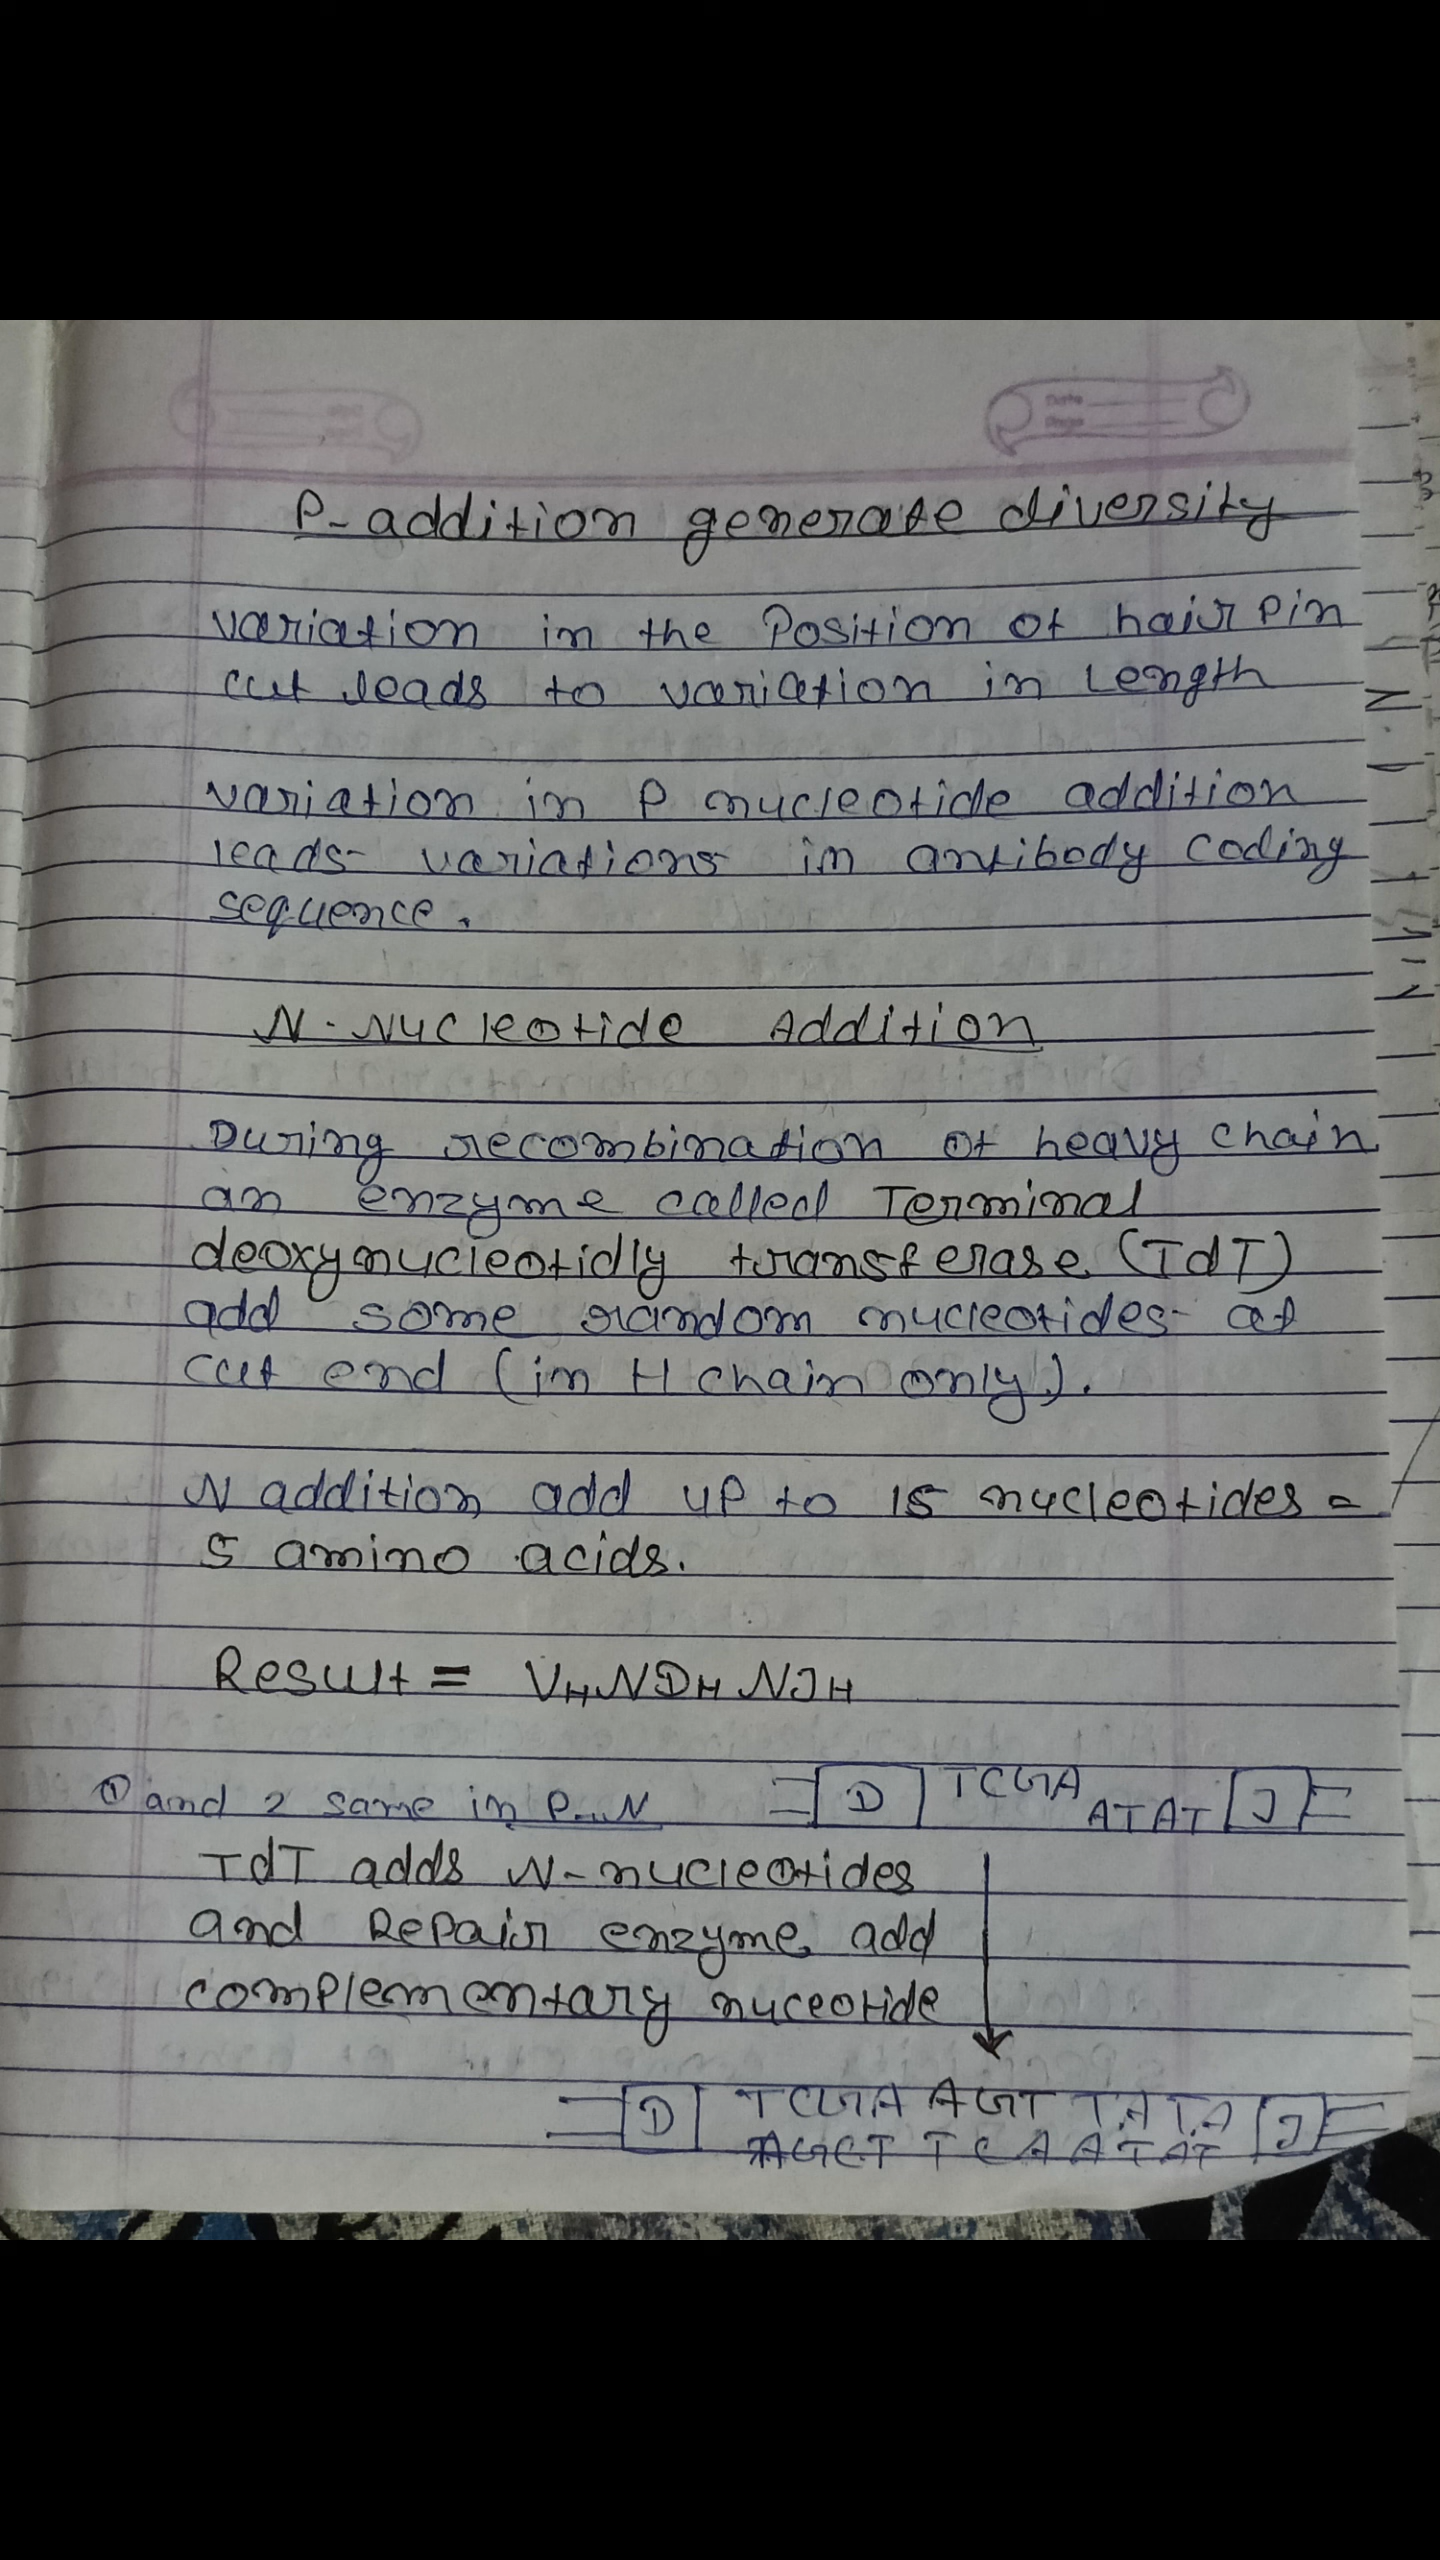 P-addition generate diversity
variation in the Position of hair Pin
cut leads to variation in Length
variation in P nucleotide addition
leads variations in antibody coding
sequence.
N-Nucleotide Addition
During recombination of heavy chain
an enzyme called Terminal
deoxynucleotidly transferase (TdT)
add some random nucleotides at
cut end (in H chain only).
N addition add up to 15 nucleotides =
5 amino acids.
Result = VHNDHNJH
① and 2 same in P-N
D TCGA ATAT J
TdT adds N-nucleotides
and Repair enzyme add
complementary nuceotide
D TCGA AGT TATA J
AGCT TCA ATAT